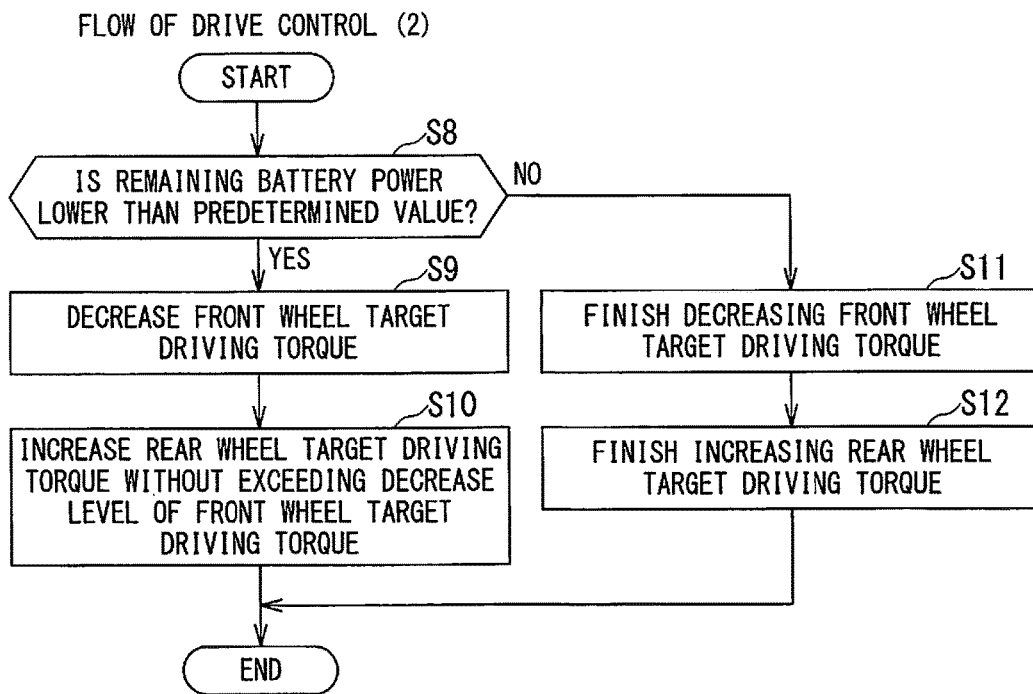 FLOW OF DRIVE CONTROL (2)
START
S8
IS REMAINING BATTERY POWER
LOWER THAN PREDETERMINED VALUE?
NO
YES
S9
DECREASE FRONT WHEEL TARGET
DRIVING TORQUE
S11
FINISH DECREASING FRONT WHEEL
TARGET DRIVING TORQUE
S10
INCREASE REAR WHEEL TARGET DRIVING
TORQUE WITHOUT EXCEEDING DECREASE
LEVEL OF FRONT WHEEL TARGET
DRIVING TORQUE
S12
FINISH INCREASING REAR WHEEL
TARGET DRIVING TORQUE
END